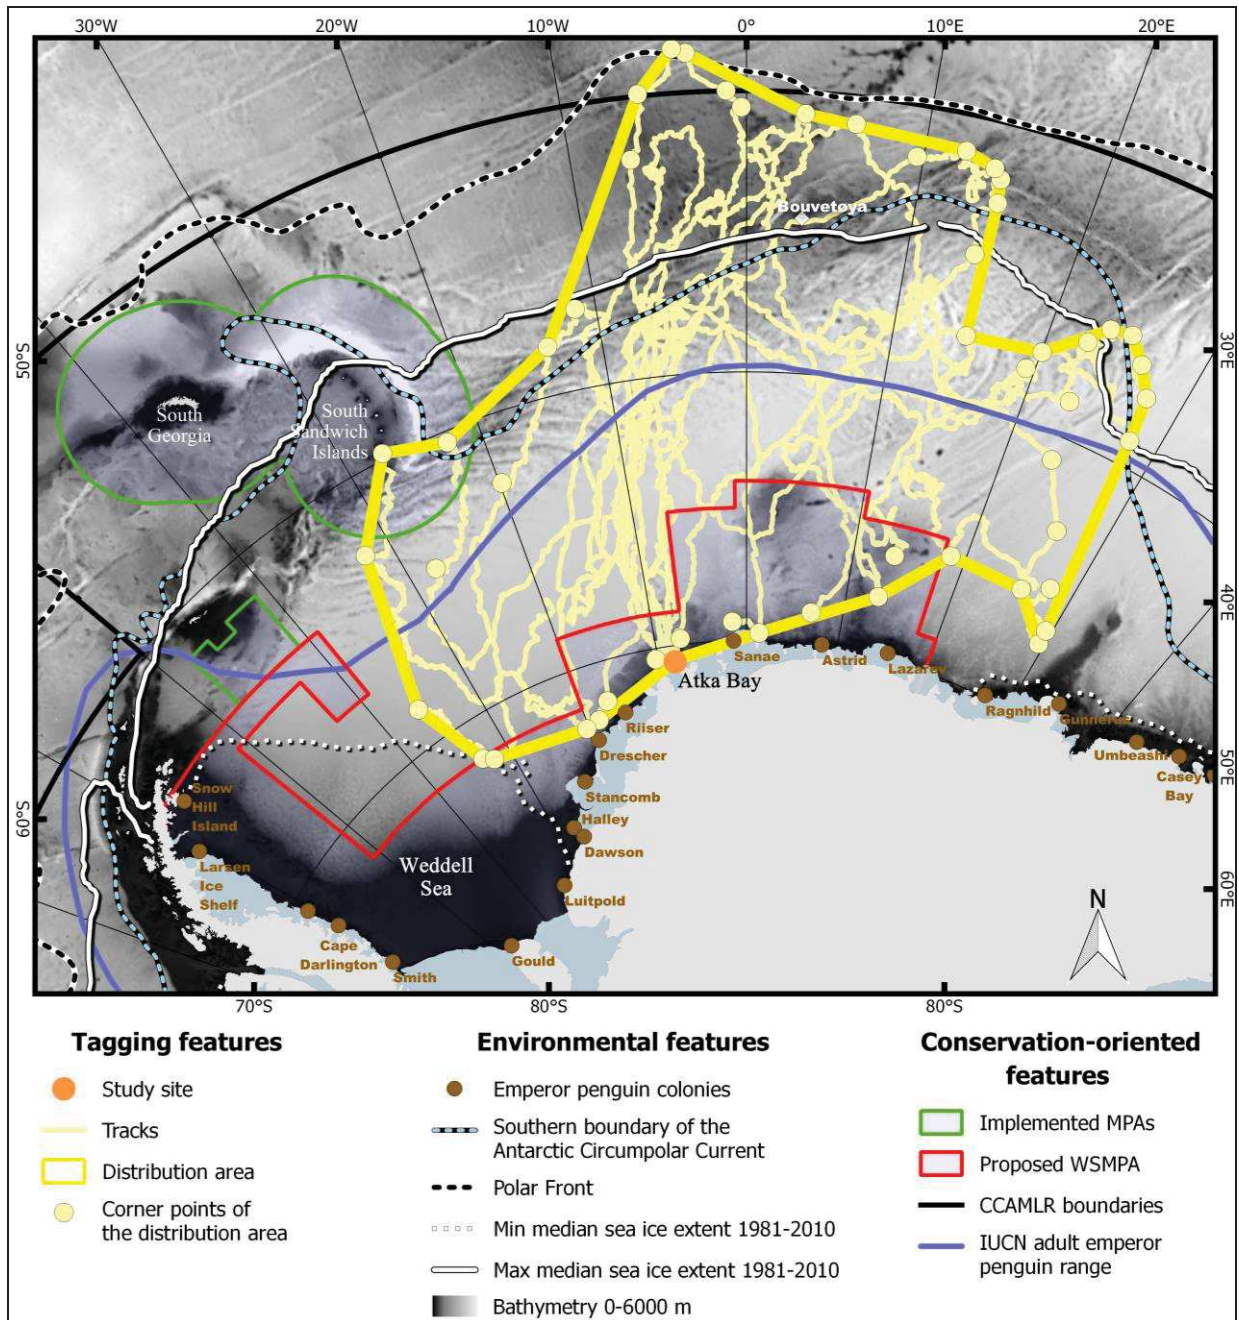 30°W
20°W
10°W
0°
10°E
20°E
Bouvetøya
50°S
30°E
South
Georgia
South
Sandwich
Islands
40°E
Sanae
Astrid
Lazarev
Atka Bay
Ragnhild
Gunnerus
Riiser
Drescher
Umbeashi
Casey
Bay
50°E
Stancomb
Snow
Hill
Island
60°S
Halley
Dawson
Larsen
Ice
Shelf
Weddell
Sea
Luitpold
60°E
N
Cape
Darlington
Smith
Gould
70°S
80°S
80°S
Tagging features
Study site
Tracks
Distribution area
Corner points of
the distribution area
Environmental features
Emperor penguin colonies
Southern boundary of the
Antarctic Circumpolar Current
Polar Front
Min median sea ice extent 1981-2010
Max median sea ice extent 1981-2010
Bathymetry 0-6000 m
Conservation-oriented
features
Implemented MPAs
Proposed WSMPA
CCAMLR boundaries
IUCN adult emperor
penguin range